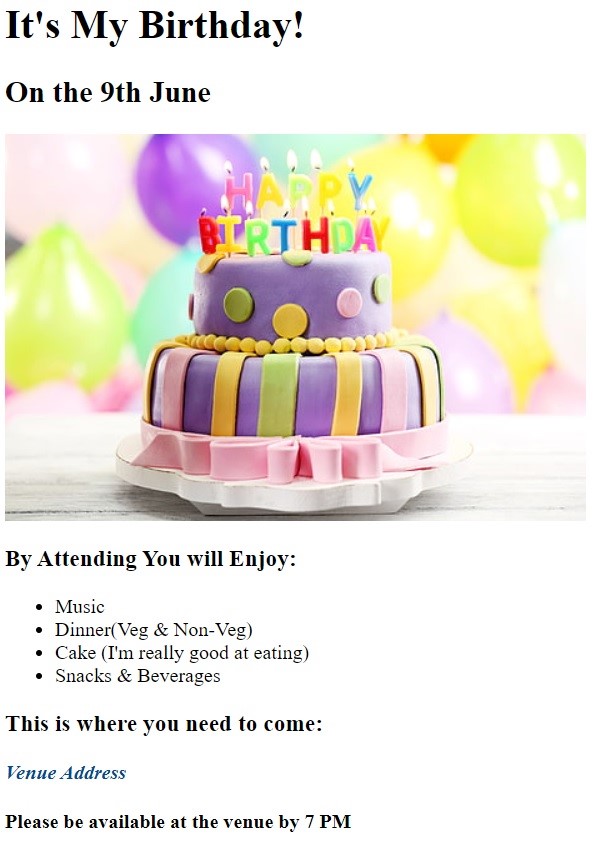 It's My Birthday!
On the 9th June
HAPPY
BIRTHDAY
By Attending You will Enjoy:
Music
Dinner(Veg & Non-Veg)
Cake (I'm really good at eating)
Snacks & Beverages
This is where you need to come:
Venue Address
Please be available at the venue by 7 PM